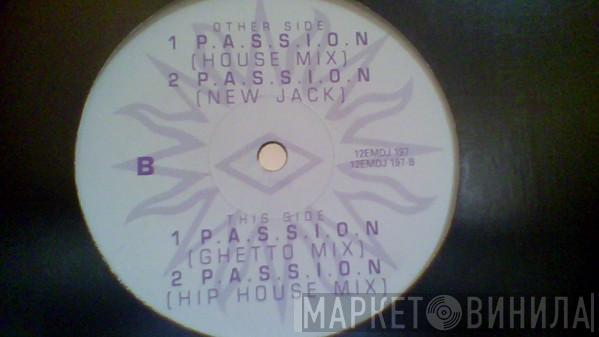 OTHER SIDE
1 P.A.S.S.I.O.N
(HOUSE MIX)
2 P.A.S.S.I.O.N
(NEW JACK)
B
12EMDJ 197
12EMDJ 197-B
THIS SIDE
1 P.A.S.S.I.O.N
(GHETTO MIX)
2 P.A.S.S.I.O.N
(HIP HOUSE MIX)
МАРКЕТ ВИНИЛА